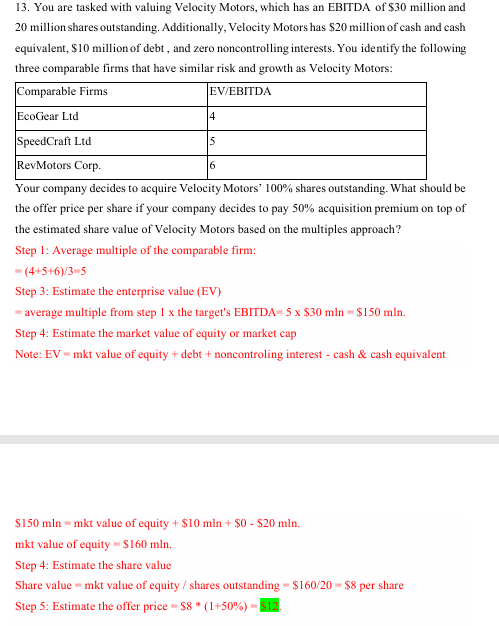 13. You are tasked with valuing Velocity Motors, which has an EBITDA of $30 million and
20 million shares outstanding. Additionally, Velocity Motors has $20 million of cash and cash
equivalent, $10 million of debt , and zero noncontrolling interests. You identify the following
three comparable firms that have similar risk and growth as Velocity Motors:
Comparable Firms EV/EBITDA
EcoGear Ltd 4
SpeedCraft Ltd 5
RevMotors Corp. 6
Your company decides to acquire Velocity Motors' 100% shares outstanding. What should be
the offer price per share if your company decides to pay 50% acquisition premium on top of
the estimated share value of Velocity Motors based on the multiples approach?
Step 1: Average multiple of the comparable firm:
= (4+5+6)/3=5
Step 3: Estimate the enterprise value (EV)
= average multiple from step 1 x the target's EBITDA= 5 x $30 mln = $150 mln.
Step 4: Estimate the market value of equity or market cap
Note: EV = mkt value of equity + debt + noncontroling interest - cash & cash equivalent
$150 mln = mkt value of equity + $10 mln + $0 - $20 mln.
mkt value of equity = $160 mln.
Step 4: Estimate the share value
Share value = mkt value of equity / shares outstanding = $160/20 = $8 per share
Step 5: Estimate the offer price = $8 * (1+50%) = $12.